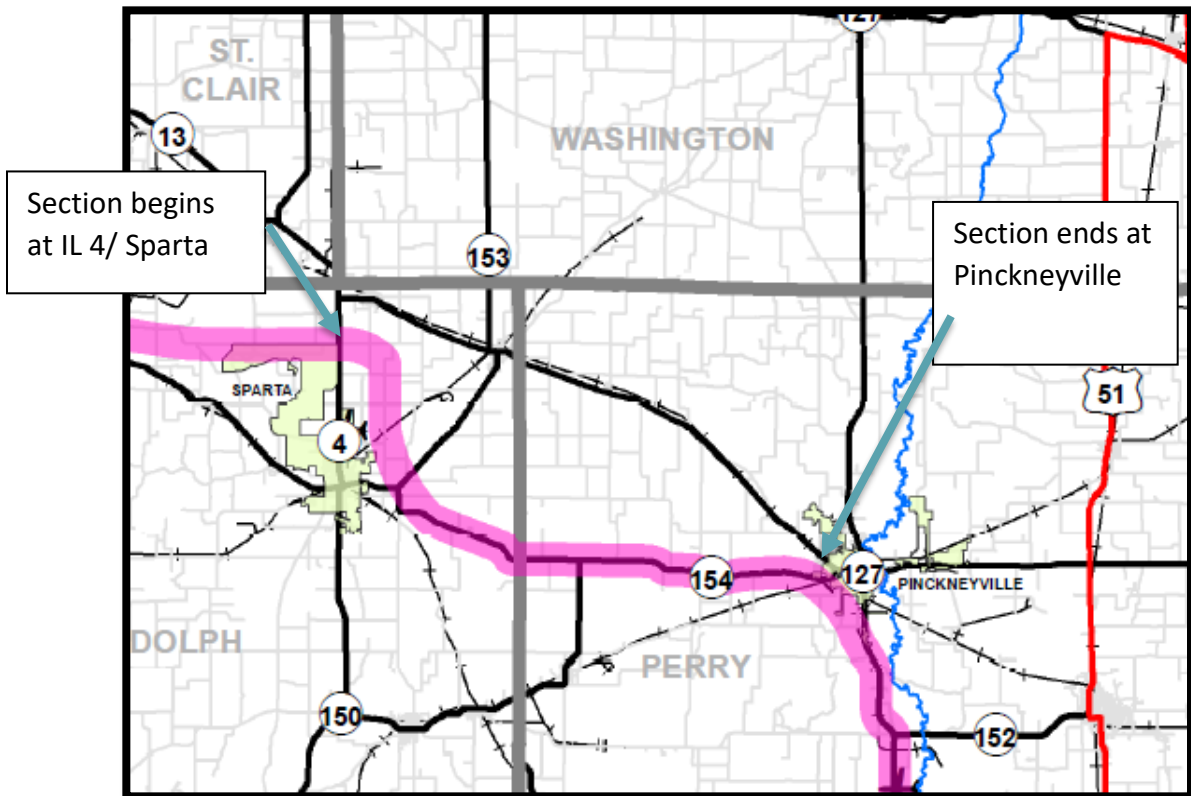 127
ST.
CLAIR
13
WASHINGTON
Section begins
at IL 4/ Sparta
Section ends at
Pinckneyville
153
51
SPARTA
4
154
127
PINCKNEYVILLE
DOLPH
PERRY
150
152